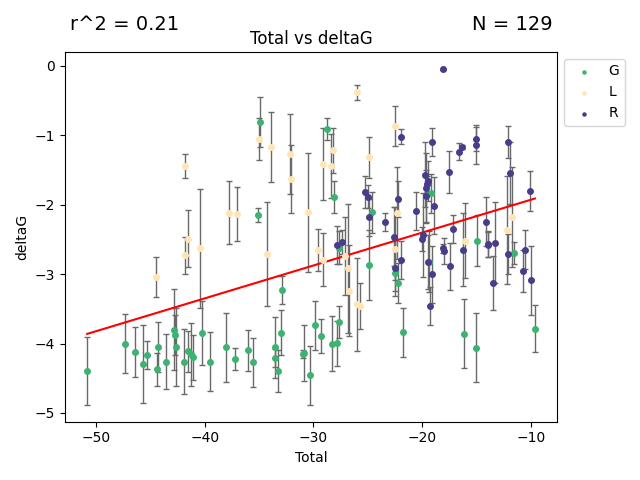 r^2 = 0.21
N = 129
Total vs deltaG
G
L
R
0
−1
−2
−3
−4
−5
deltaG
−50
−40
−30
−20
−10
Total